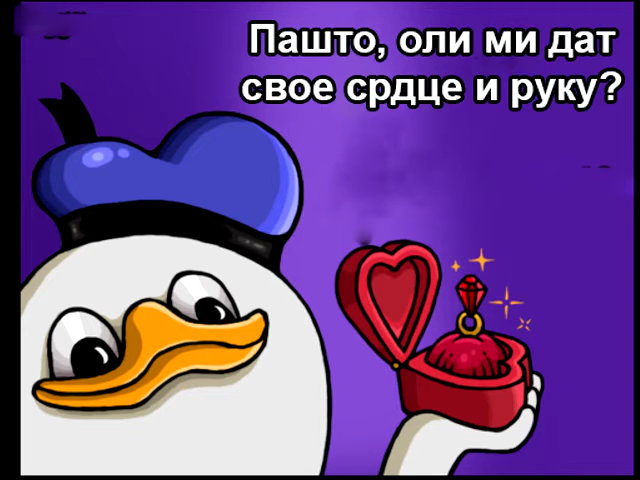 Пашто, оли ми дат
свое срдце и руку?